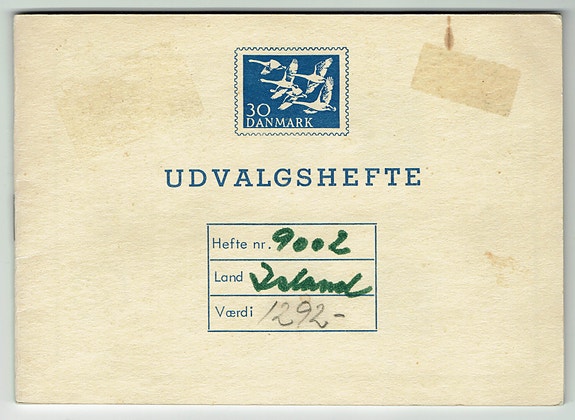 30
DANMARK
UDVALGSHEFTE
Hefte nr. 9002
Land Island
Værdi 1292-